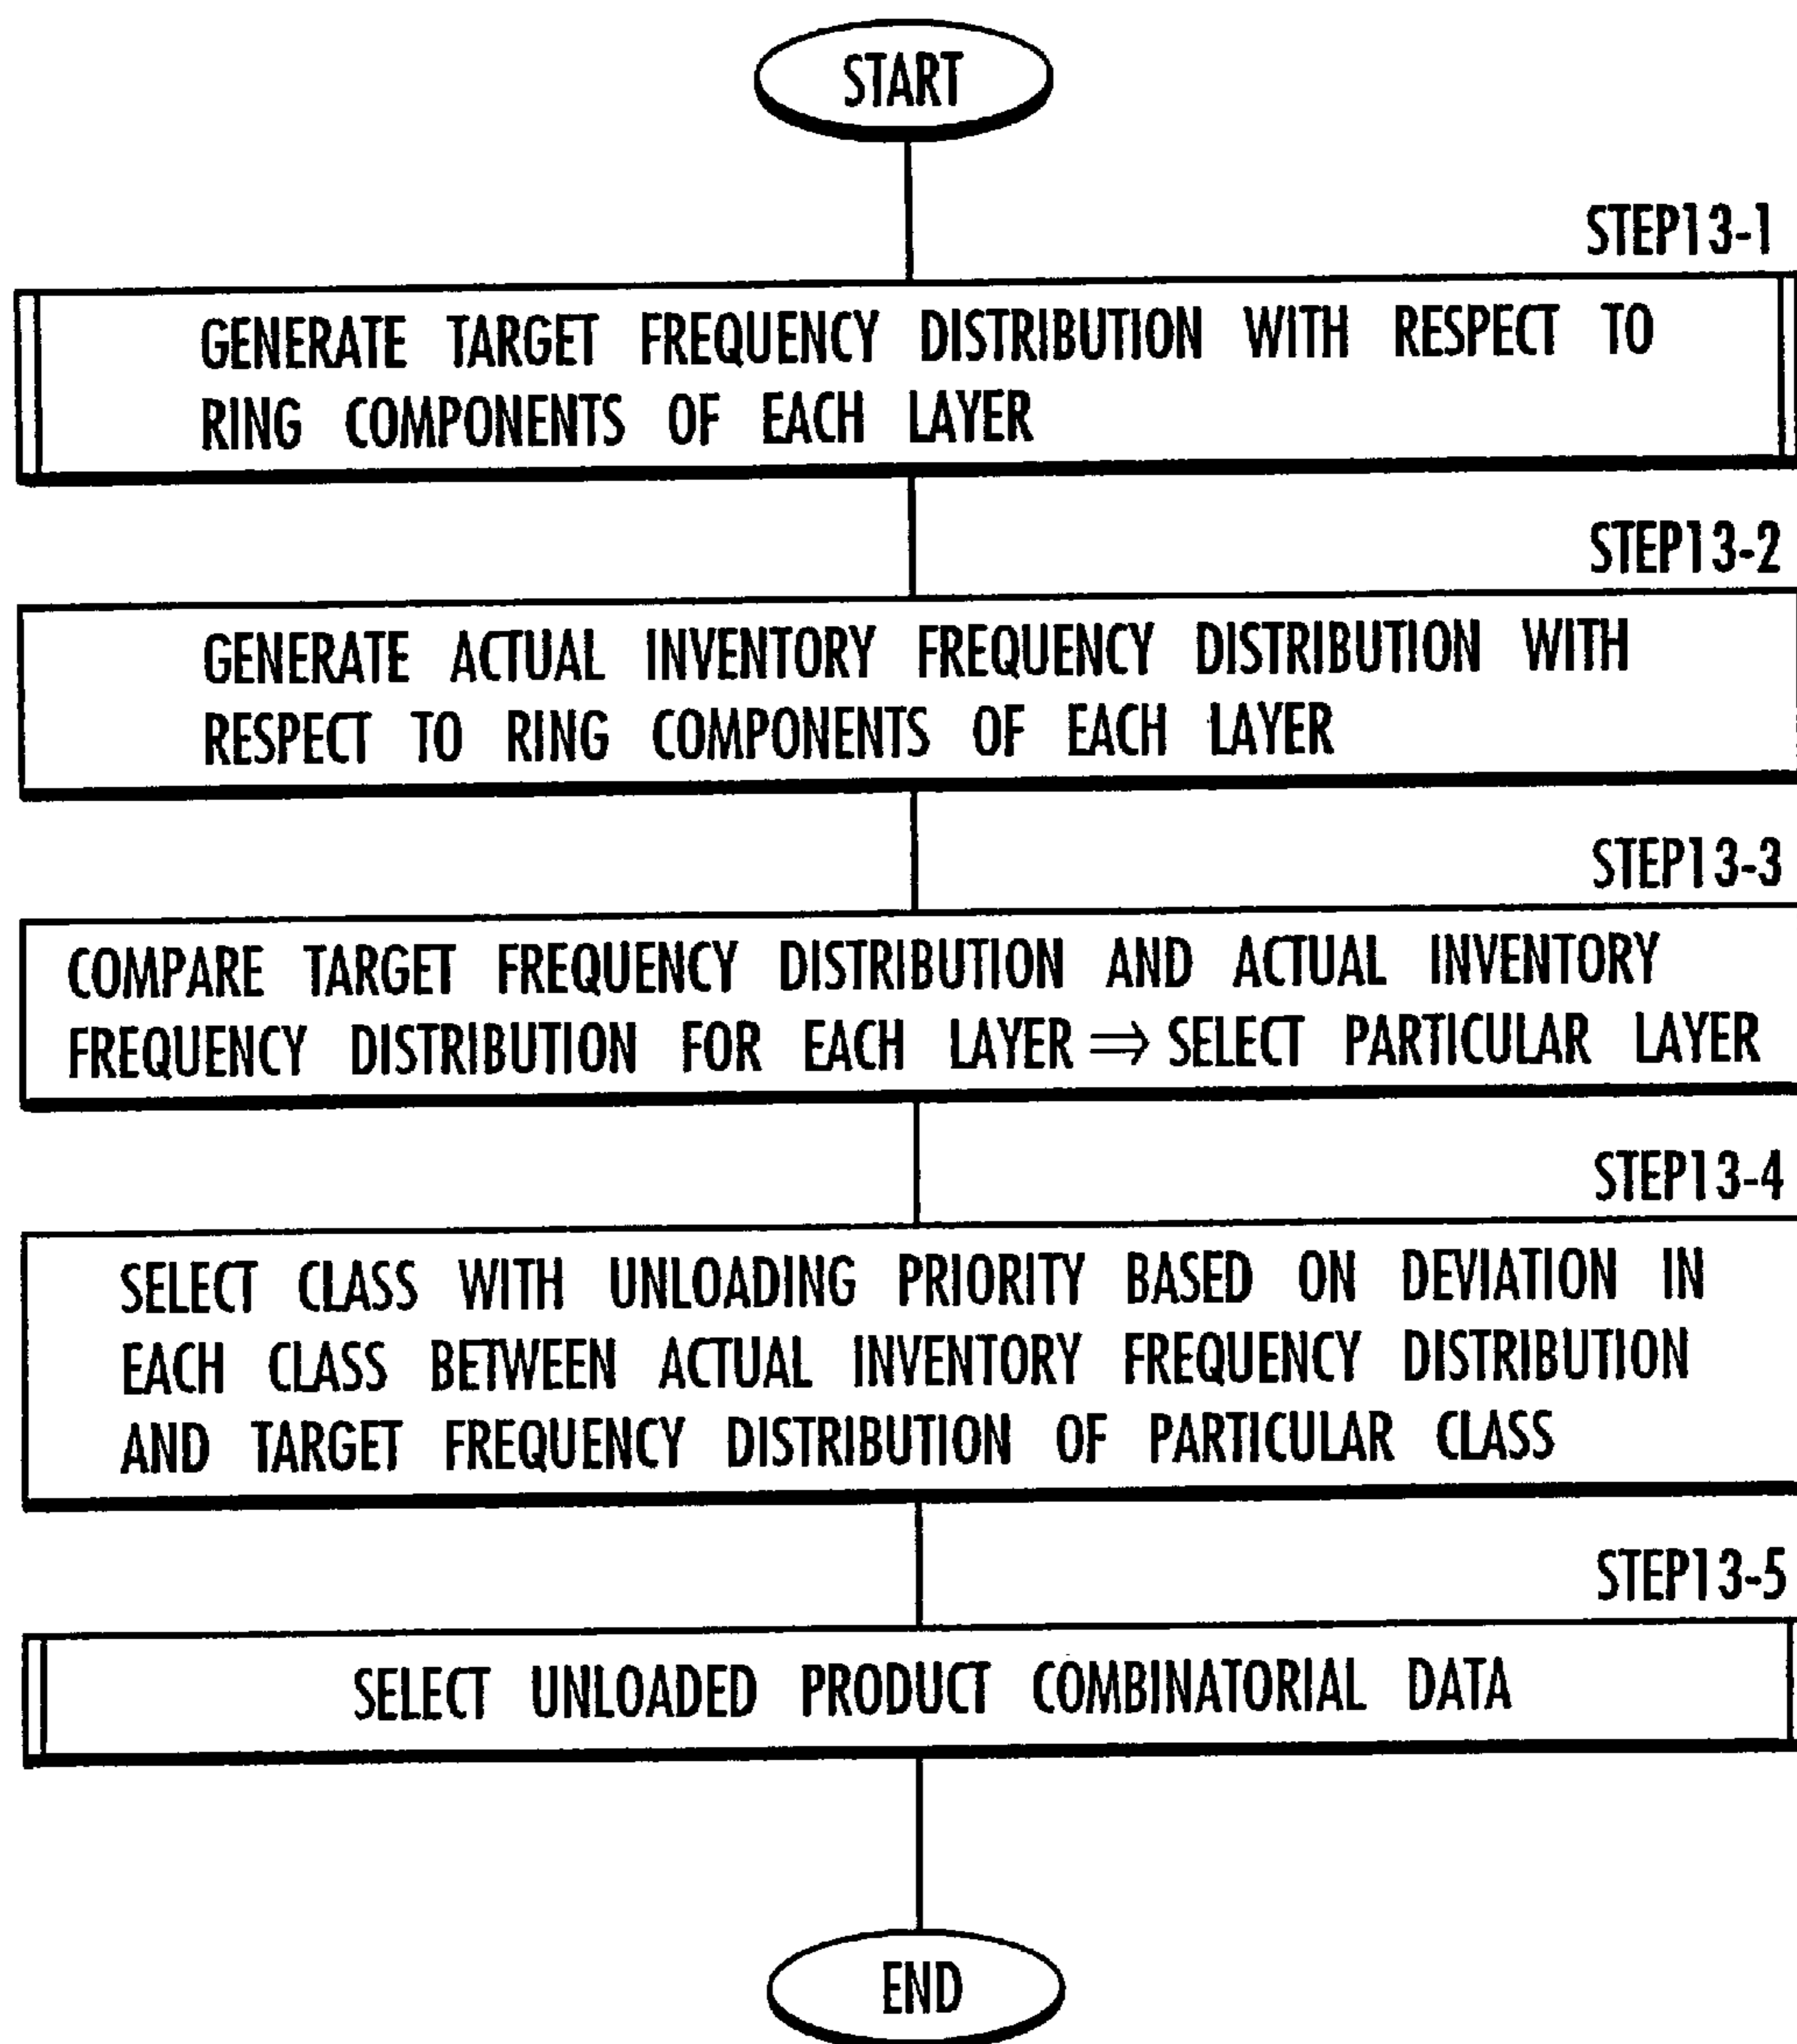 START
STEP13-1
GENERATE TARGET FREQUENCY DISTRIBUTION WITH RESPECT TO
RING COMPONENTS OF EACH LAYER
STEP13-2
GENERATE ACTUAL INVENTORY FREQUENCY DISTRIBUTION WITH
RESPECT TO RING COMPONENTS OF EACH LAYER
STEP13-3
COMPARE TARGET FREQUENCY DISTRIBUTION AND ACTUAL INVENTORY
FREQUENCY DISTRIBUTION FOR EACH LAYER ⇒ SELECT PARTICULAR LAYER
STEP13-4
SELECT CLASS WITH UNLOADING PRIORITY BASED ON DEVIATION IN
EACH CLASS BETWEEN ACTUAL INVENTORY FREQUENCY DISTRIBUTION
AND TARGET FREQUENCY DISTRIBUTION OF PARTICULAR CLASS
STEP13-5
SELECT UNLOADED PRODUCT COMBINATORIAL DATA
END